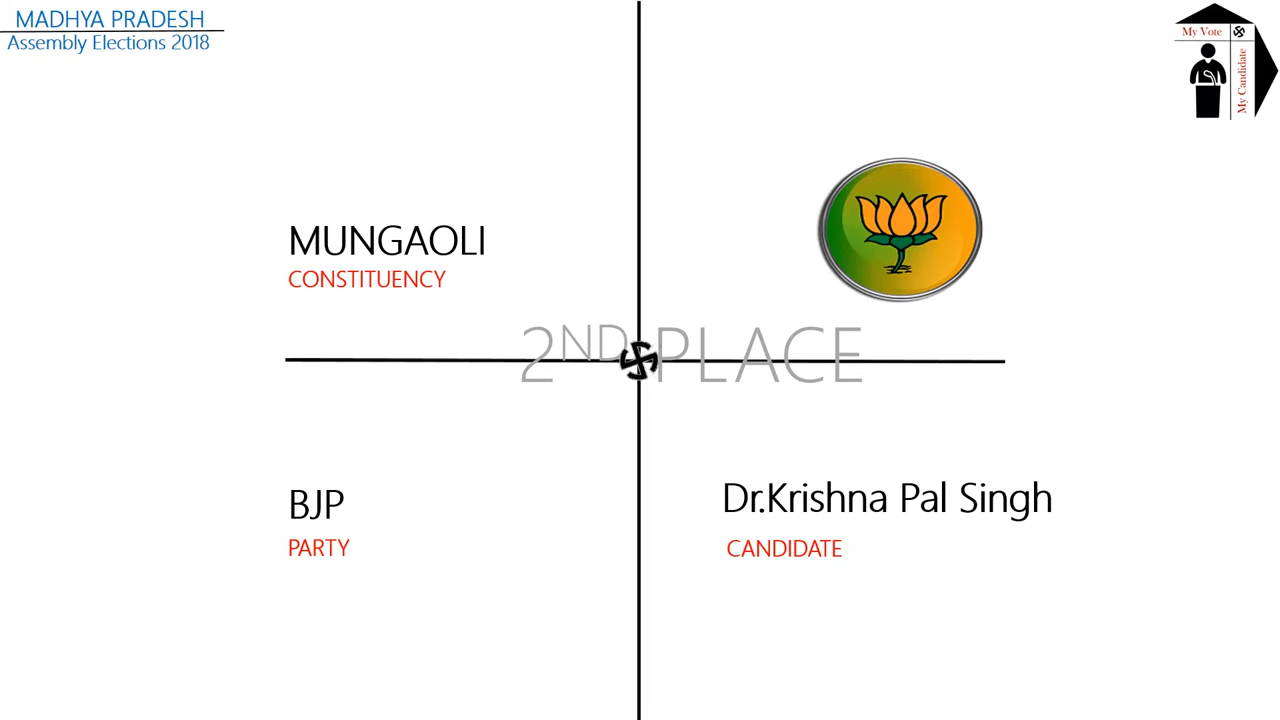 MADHYA PRADESH
Assembly Elections 2018
My Vote
My Candidate
MUNGAOLI
CONSTITUENCY
2ND PLACE
BJP
PARTY
Dr.Krishna Pal Singh
CANDIDATE